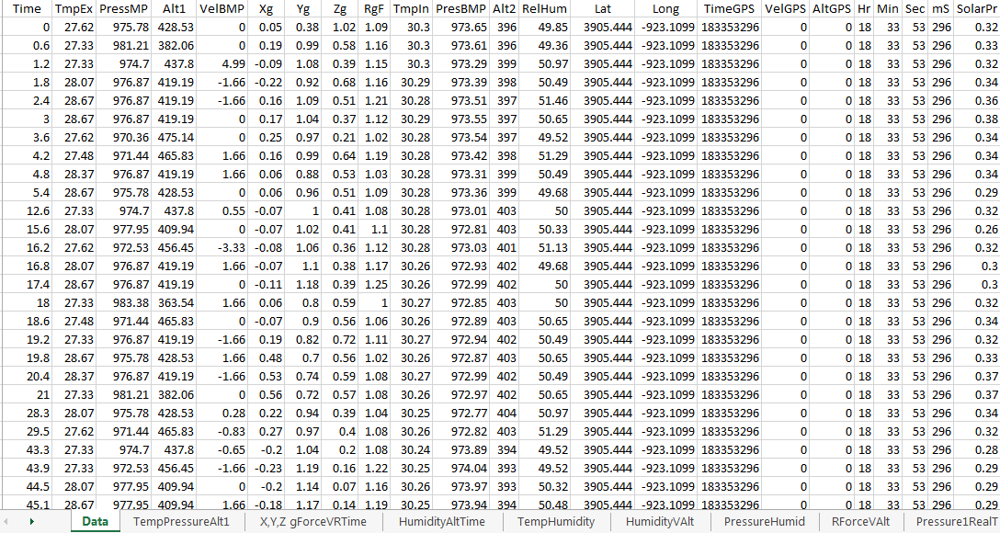 Time TmpEx PressMP Alt1 VelBMP Xg Yg Zg RgF TmpIn PresBMP Alt2 RelHum Lat Long TimeGPS VelGPS AltGPS Hr Min Sec mS SolarPr
0 27.62 975.78 428.53 0 0.05 0.38 1.02 1.09 30.3 973.65 396 49.85 3905.444 -923.1099 183353296 0 0 18 33 53 296 0.32
0.6 27.33 981.21 382.06 0 0.19 0.99 0.58 1.16 30.3 973.61 396 49.36 3905.444 -923.1099 183353296 0 0 18 33 53 296 0.33
1.2 27.33 974.7 437.8 4.99 -0.09 1.08 0.39 1.15 30.3 973.29 399 50.97 3905.444 -923.1099 183353296 0 0 18 33 53 296 0.32
1.8 28.07 976.87 419.19 -1.66 -0.22 0.92 0.68 1.16 30.29 973.39 398 50.49 3905.444 -923.1099 183353296 0 0 18 33 53 296 0.34
2.4 28.67 976.87 419.19 -1.66 0.16 1.09 0.51 1.21 30.28 973.51 397 51.46 3905.444 -923.1099 183353296 0 0 18 33 53 296 0.36
3 28.67 976.87 419.19 0 0.17 1.04 0.37 1.12 30.29 973.55 397 50.65 3905.444 -923.1099 183353296 0 0 18 33 53 296 0.38
3.6 27.62 970.36 475.14 0 0.25 0.97 0.21 1.02 30.28 973.54 397 49.52 3905.444 -923.1099 183353296 0 0 18 33 53 296 0.34
4.2 27.48 971.44 465.83 1.66 0.16 0.99 0.64 1.19 30.28 973.42 398 51.29 3905.444 -923.1099 183353296 0 0 18 33 53 296 0.34
4.8 28.37 976.87 419.19 1.66 0.06 0.88 0.53 1.03 30.28 973.31 399 50.49 3905.444 -923.1099 183353296 0 0 18 33 53 296 0.34
5.4 28.67 975.78 428.53 0 0.06 0.96 0.51 1.09 30.28 973.36 399 49.68 3905.444 -923.1099 183353296 0 0 18 33 53 296 0.29
12.6 27.33 974.7 437.8 0.55 -0.07 1 0.41 1.08 30.28 973.01 403 50 3905.444 -923.1099 183353296 0 0 18 33 53 296 0.32
15.6 28.07 977.95 409.94 0 -0.07 1.02 0.41 1.1 30.28 972.81 403 50.33 3905.444 -923.1099 183353296 0 0 18 33 53 296 0.26
16.2 27.62 972.53 456.45 -3.33 -0.08 1.06 0.36 1.12 30.28 973.03 401 51.13 3905.444 -923.1099 183353296 0 0 18 33 53 296 0.32
16.8 28.07 976.87 419.19 1.66 -0.07 1.1 0.38 1.17 30.26 972.93 402 49.68 3905.444 -923.1099 183353296 0 0 18 33 53 296 0.3
17.4 28.67 976.87 419.19 0 -0.11 1.18 0.39 1.25 30.26 972.99 402 50 3905.444 -923.1099 183353296 0 0 18 33 53 296 0.3
18 27.33 983.38 363.54 1.66 0.06 0.8 0.59 1 30.27 972.85 403 50 3905.444 -923.1099 183353296 0 0 18 33 53 296 0.32
18.6 27.48 971.44 465.83 0 -0.07 0.9 0.56 1.06 30.26 972.89 403 50.65 3905.444 -923.1099 183353296 0 0 18 33 53 296 0.34
19.2 27.33 976.87 419.19 -1.66 0.19 0.82 0.72 1.11 30.27 972.94 402 50.49 3905.444 -923.1099 183353296 0 0 18 33 53 296 0.32
19.8 28.67 975.78 428.53 1.66 0.48 0.7 0.56 1.02 30.26 972.87 403 50.65 3905.444 -923.1099 183353296 0 0 18 33 53 296 0.33
20.4 28.37 976.87 419.19 -1.66 0.53 0.74 0.59 1.08 30.27 972.99 402 50.49 3905.444 -923.1099 183353296 0 0 18 33 53 296 0.37
21 27.33 981.21 382.06 0 0.56 0.72 0.57 1.08 30.26 972.97 402 50.65 3905.444 -923.1099 183353296 0 0 18 33 53 296 0.37
28.3 28.07 975.78 428.53 0.28 0.22 0.94 0.39 1.04 30.25 972.77 404 50.97 3905.444 -923.1099 183353296 0 0 18 33 53 296 0.34
29.5 27.62 971.44 465.83 -0.83 0.27 0.97 0.4 1.08 30.26 972.82 403 51.29 3905.444 -923.1099 183353296 0 0 18 33 53 296 0.32
43.3 27.33 974.7 437.8 -0.65 -0.2 1.04 0.2 1.08 30.24 973.89 394 49.52 3905.444 -923.1099 183353296 0 0 18 33 53 296 0.28
43.9 27.33 972.53 456.45 -1.66 -0.23 1.19 0.16 1.22 30.25 974.04 393 49.52 3905.444 -923.1099 183353296 0 0 18 33 53 296 0.29
44.5 28.07 977.95 409.94 0 -0.2 1.14 0.07 1.16 30.26 973.97 393 50.32 3905.444 -923.1099 183353296 0 0 18 33 53 296 0.29
45.1 28.67 977.95 409.94 1.66 -0.18 1.17 0.14 1.19 30.25 973.94 394 50.48 3905.444 -923.1099 183353296 0 0 18 33 53 296 0.29
Data TempPressureAlt1 X,Y,Z gForceVRTime HumidityAltTime TempHumidity HumidityVAlt PressureHumid RForceVAlt Pressure1RealT